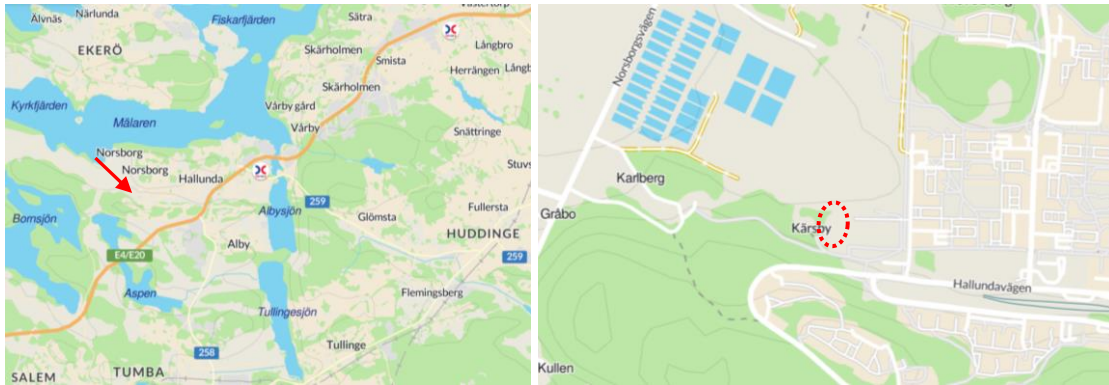 Älvnäs
Närlunda
Fiskarfjärden
Sätra
EKERÖ
Skärholmen
Långbro
Smista
Herrängen
Skärholmen
Kyrkfjärden
Vårby gård
Mälaren
Vårby
Snättringe
Norsborg
Norsborg
Hallunda
259
Albysjön
Fullersta
Bornsjön
Glömsta
HUDDINGE
Alby
E4/E20
259
Aspen
Flemingsberg
Tullingesjön
Tullinge
258
TUMBA
SALEM
Norsborgsvägen
Karlberg
Gråbo
Kärsby
Hallundavägen
Kullen